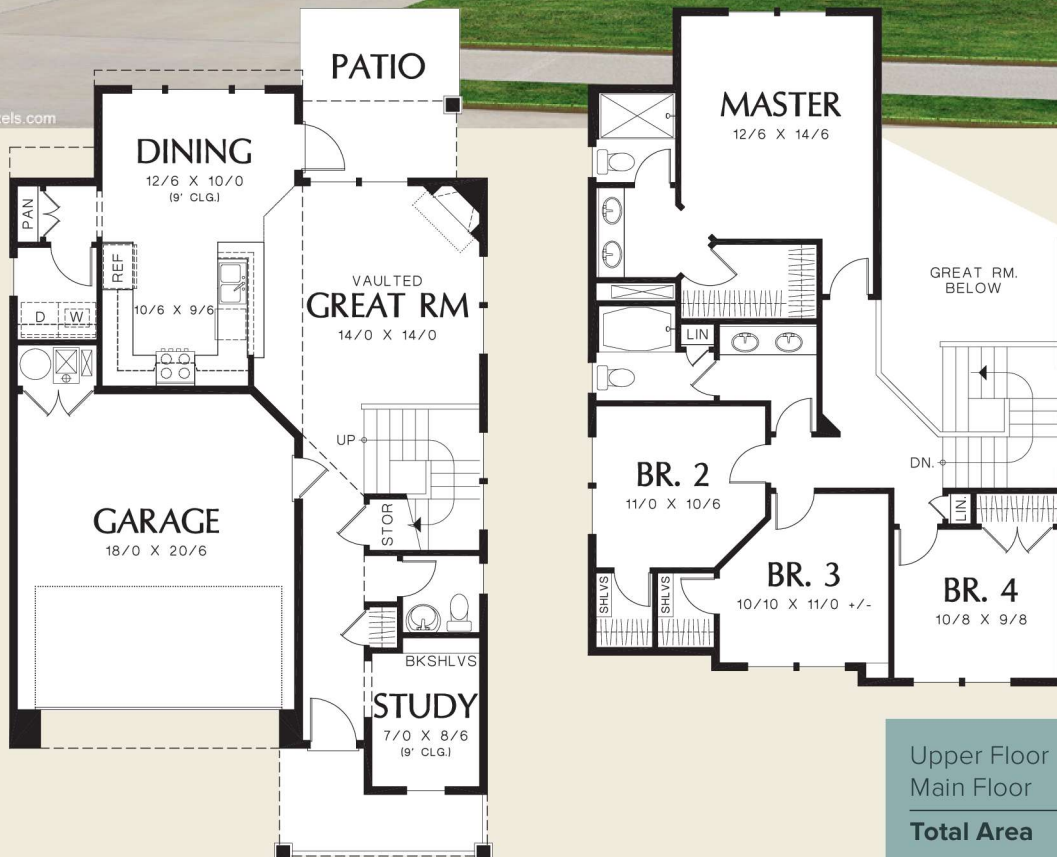 PATIO
DINING
12/6 X 10/0
(9' CLG.)
PAN
REF
10/6 X 9/6
D W
VAULTED
GREAT RM
14/0 X 14/0
UP
STOR
GARAGE
18/0 X 20/6
BKSHLVS
STUDY
7/0 X 8/6
(9' CLG.)
MASTER
12/6 X 14/6
GREAT RM.
BELOW
LIN
DN.
BR. 2
11/0 X 10/6
LIN.
BR. 3
10/10 X 11/0 +/-
BR. 4
10/8 X 9/8
SHLVS
SHLVS
Upper Floor
Main Floor
Total Area